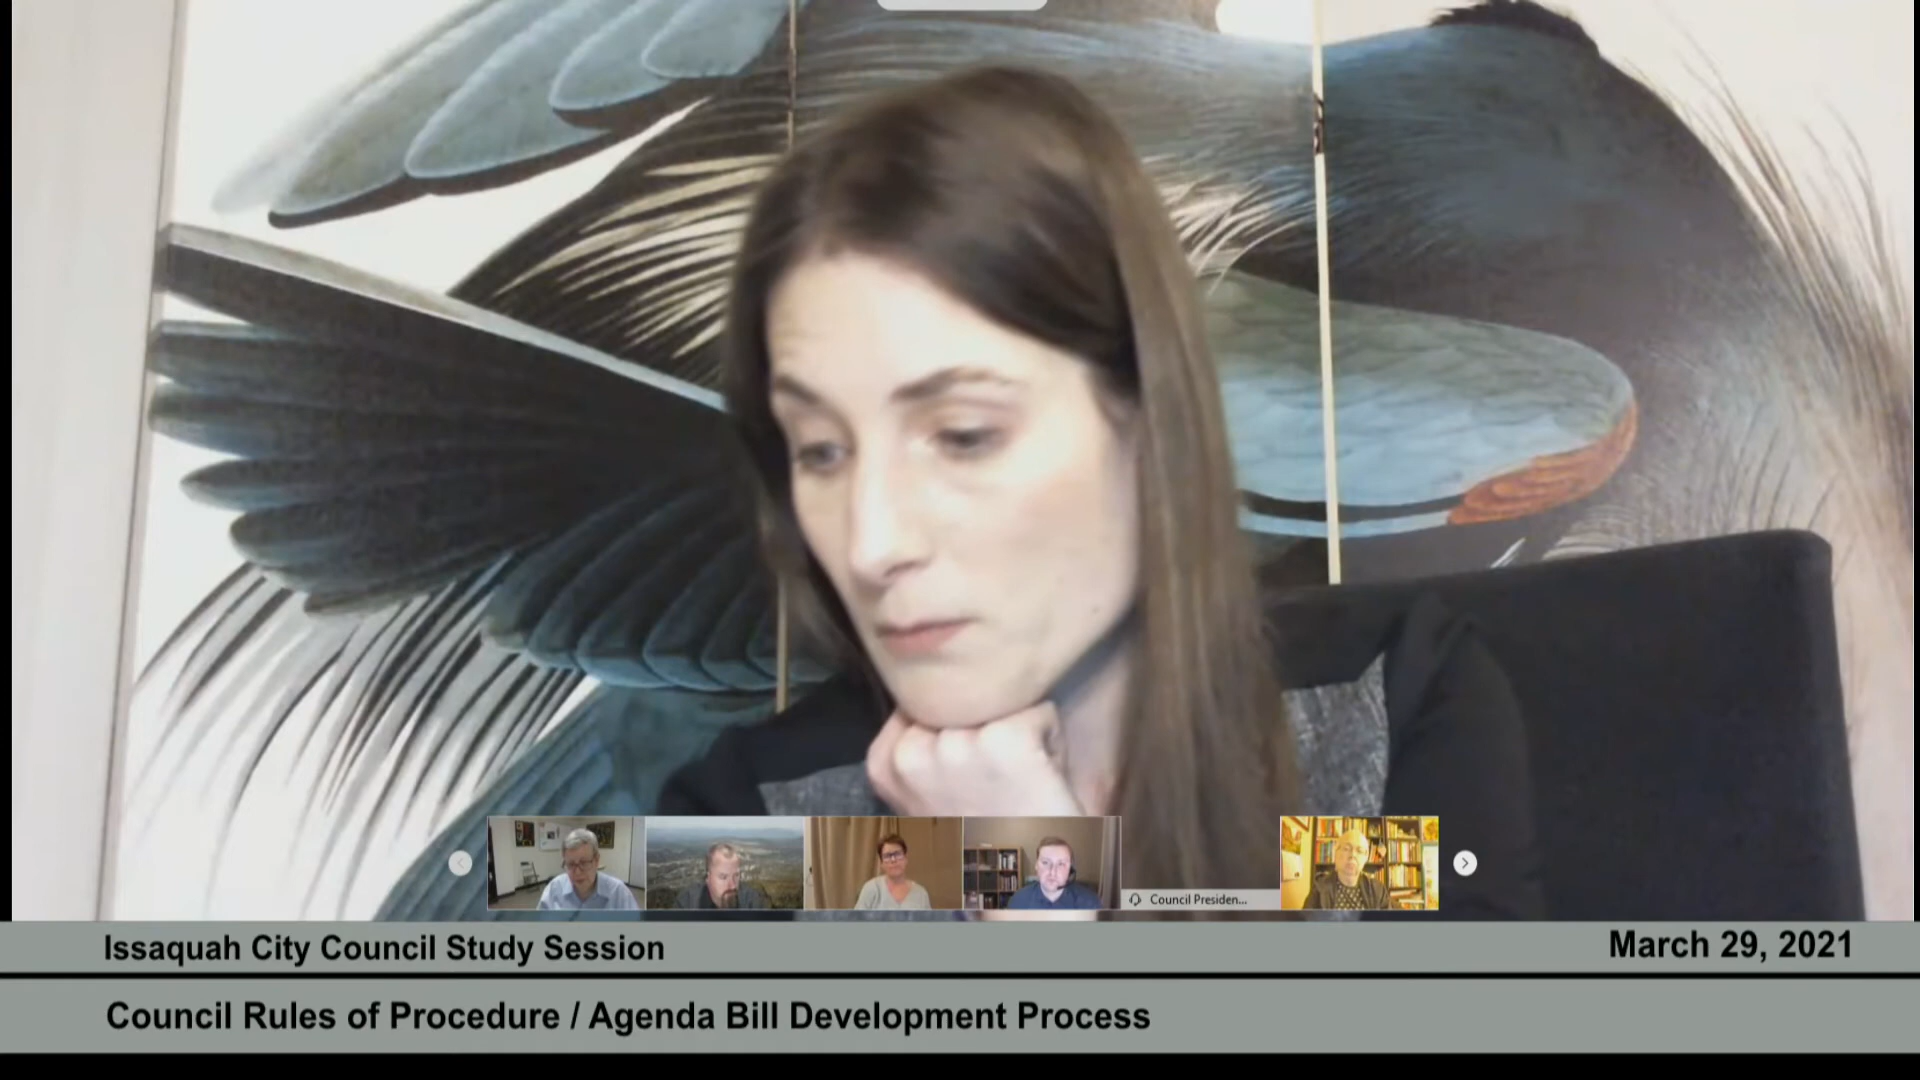 Council Presiden...
Issaquah City Council Study Session
March 29, 2021
Council Rules of Procedure / Agenda Bill Development Process